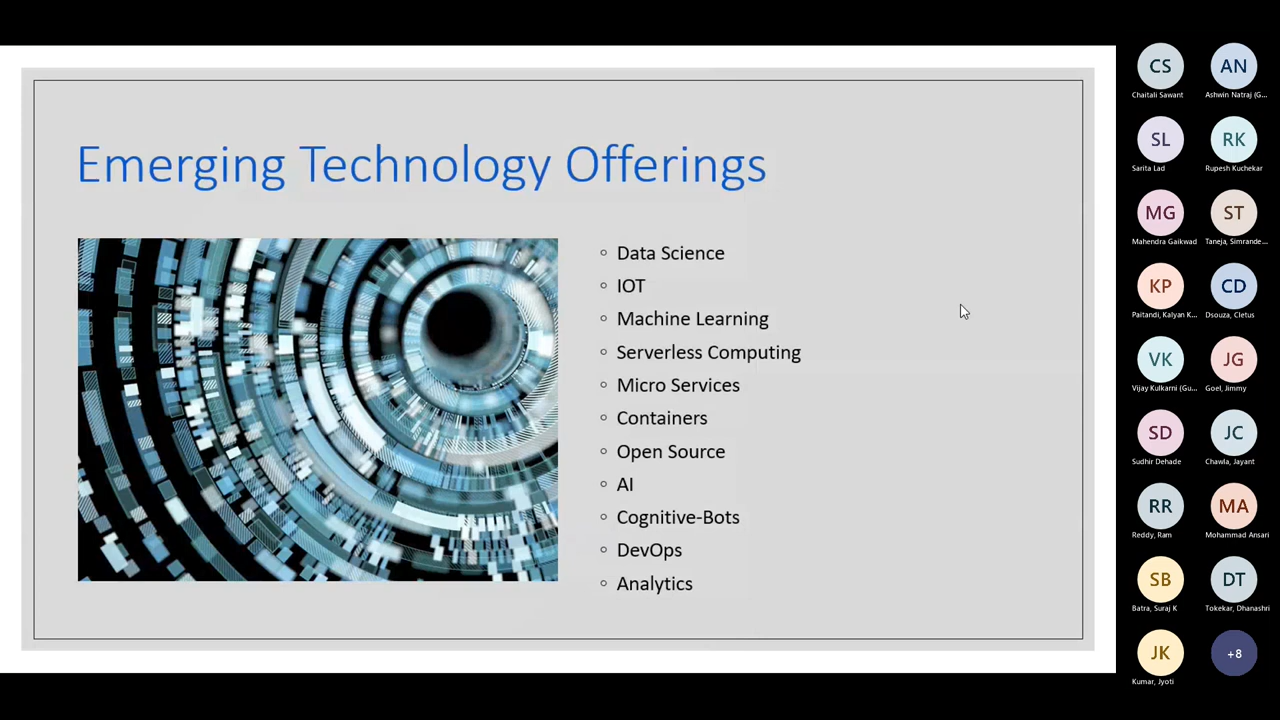 Emerging Technology Offerings
Data Science
IOT
Machine Learning
Serverless Computing
Micro Services
Containers
Open Source
AI
Cognitive-Bots
DevOps
Analytics
CS
Chaitali Sawant
AN
Ashwin Natraj (G...
SL
Sarita Lad
RK
Rupesh Kuchekar
MG
Mahendra Gaikwad
ST
Taneja, Simrande...
KP
Paitandi, Kalyan K...
CD
Dsouza, Cletus
VK
Vijay Kulkarni (Gu...
JG
Goel, Jimmy
SD
Sudhir Dehade
JC
Chawla, Jayant
RR
Reddy, Ram
MA
Mohammad Ansari
SB
Batra, Suraj K
DT
Tokekar, Dhanashri
JK
Kumar, Jyoti
+8